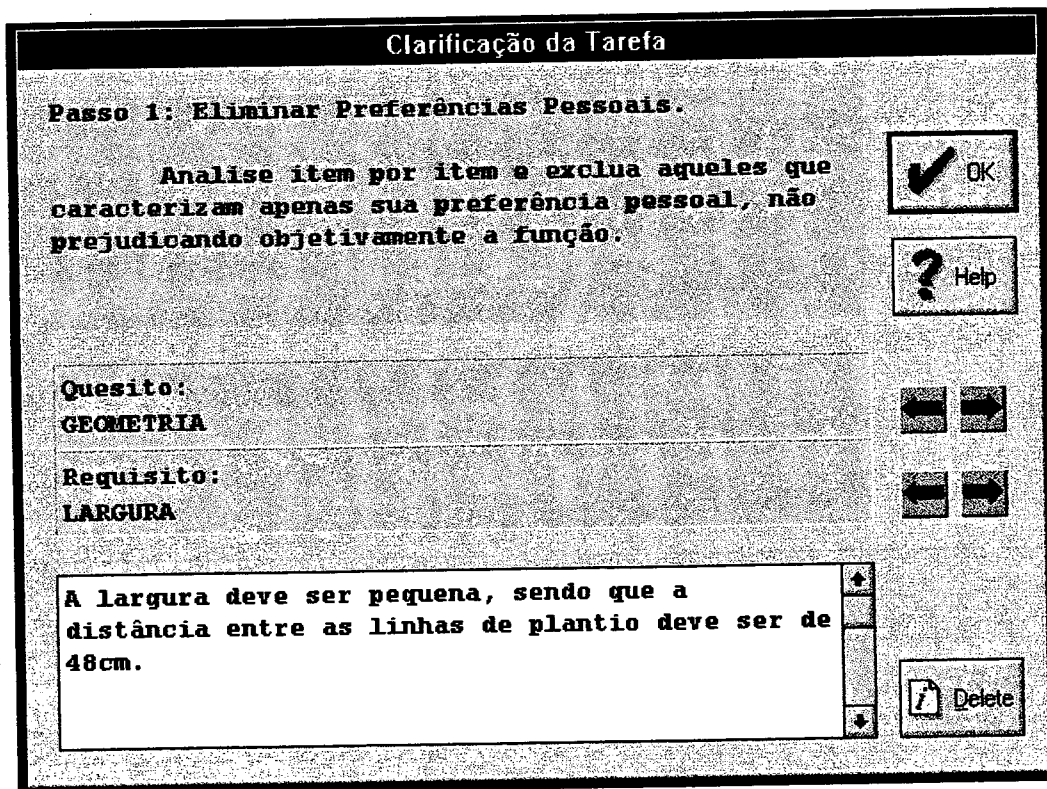 Clarificação da Tarefa
Passo 1: Eliminar Preferências Pessoais.
Analise item por item e exclua aqueles que
caracterizam apenas sua preferência pessoal, não
prejudicando objetivamente a função.
OK
Help
Quesito:
GEOMETRIA
Requisito:
LARGURA
A largura deve ser pequena, sendo que a
distância entre as linhas de plantio deve ser de
48cm.
Delete